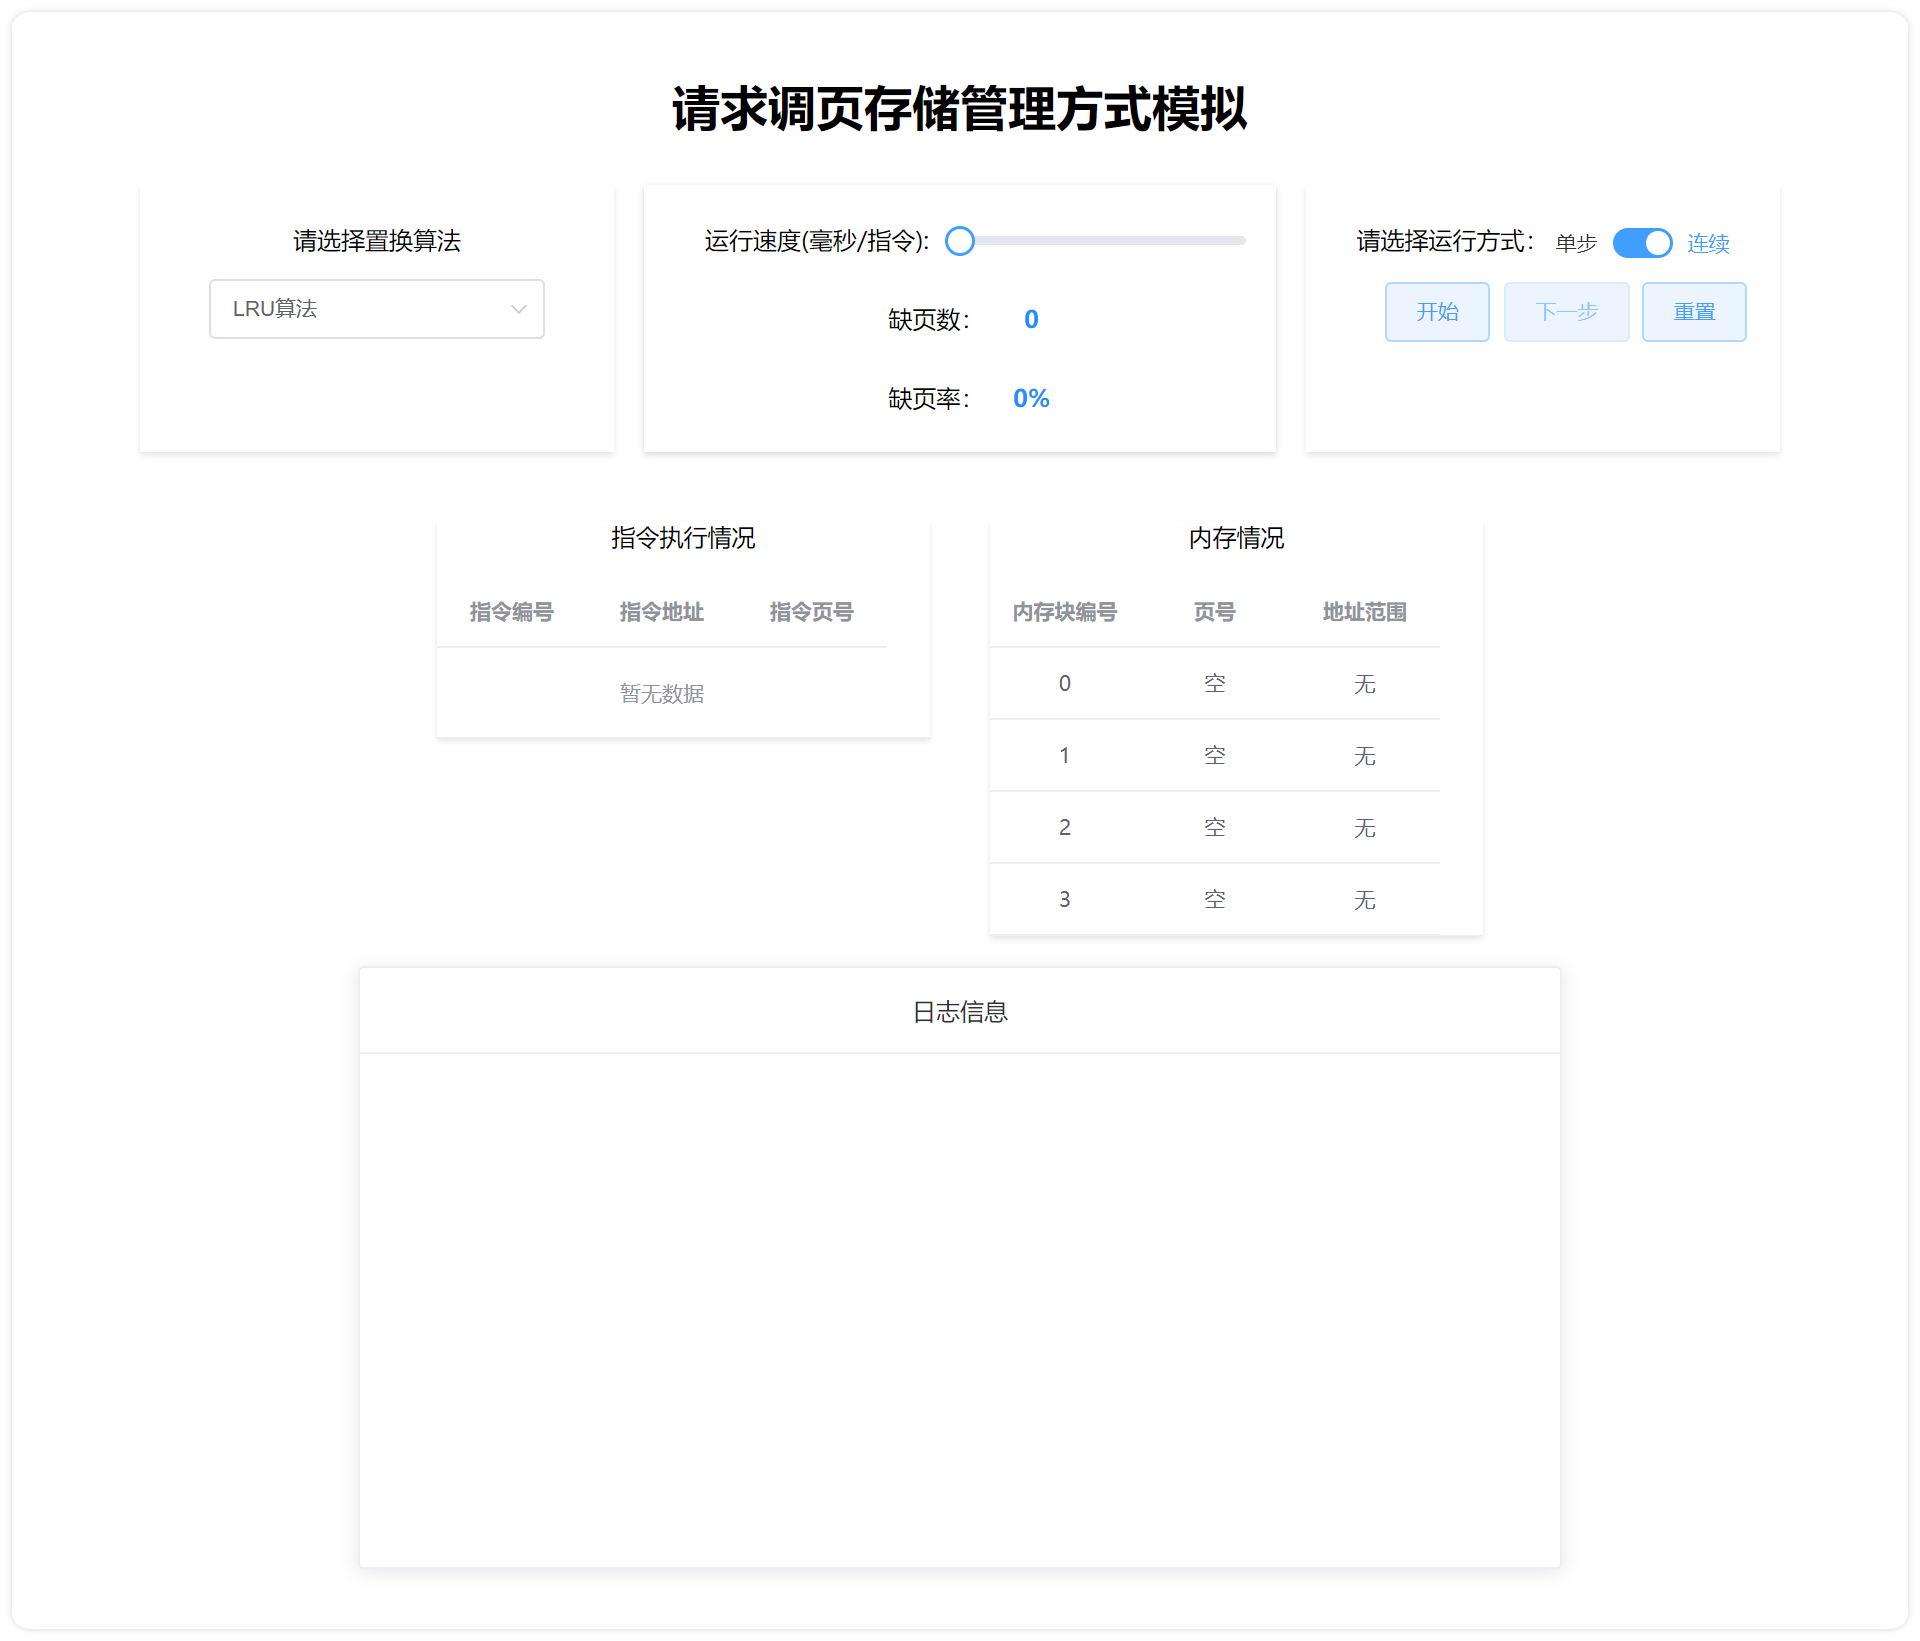 请求调页存储管理方式模拟
请选择置换算法
LRU算法
运行速度(毫秒/指令):
缺页数： 0
缺页率： 0%
请选择运行方式： 单步 连续
开始 下一步 重置
指令执行情况
指令编号 指令地址 指令页号
暂无数据
内存情况
内存块编号 页号 地址范围
0 空 无
1 空 无
2 空 无
3 空 无
日志信息